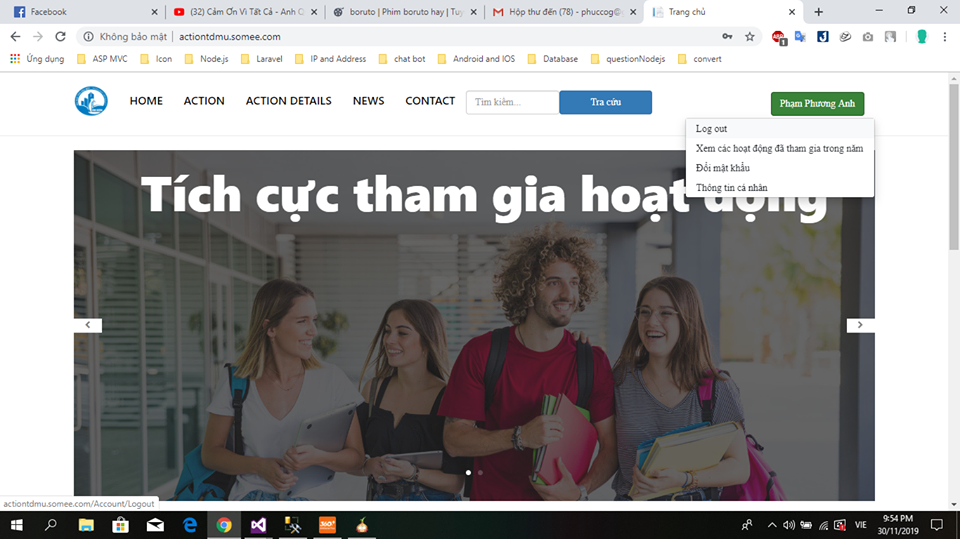 Facebook
(32) Cảm Ơn Vì Tất Cả - Anh Q
boruto | Phim boruto hay | Tuy
Hộp thư đến (78) - phuccog@g
Trang chủ
Không bảo mật | actiontdmu.somee.com
ABP 1
Ứng dụng ASP MVC Icon Node.js Laravel IP and Address chat bot Android and IOS Database questionNodejs convert
HOME ACTION ACTION DETAILS NEWS CONTACT Tìm kiếm... Tra cứu Phạm Phương Anh
Log out
Xem các hoạt động đã tham gia trong năm
Đổi mật khẩu
Thông tin cá nhân
Tích cực tham gia hoạt động
actiontdmu.somee.com/Account/Logout
360+
VIE
9:54 PM
30/11/2019